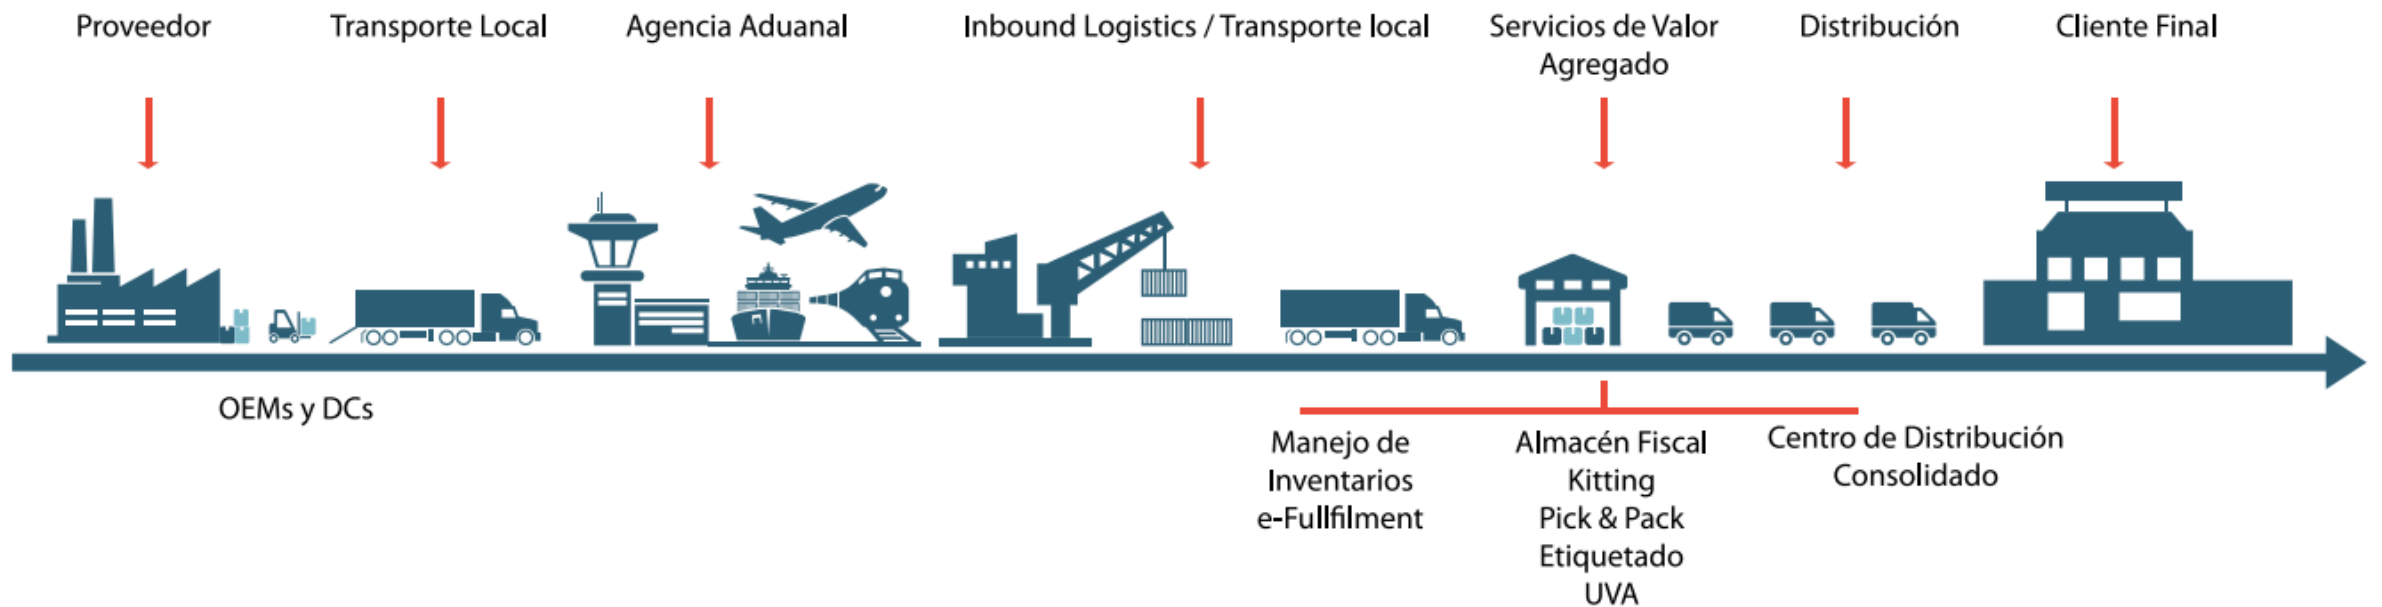 Proveedor
Transporte Local
Agencia Aduanal
Inbound Logistics / Transporte local
Servicios de Valor
Agregado
Distribución
Cliente Final
OEMs y DCs
Manejo de
Inventarios
e-Fullfilment
Almacén Fiscal
Kitting
Pick & Pack
Etiquetado
UVA
Centro de Distribución
Consolidado